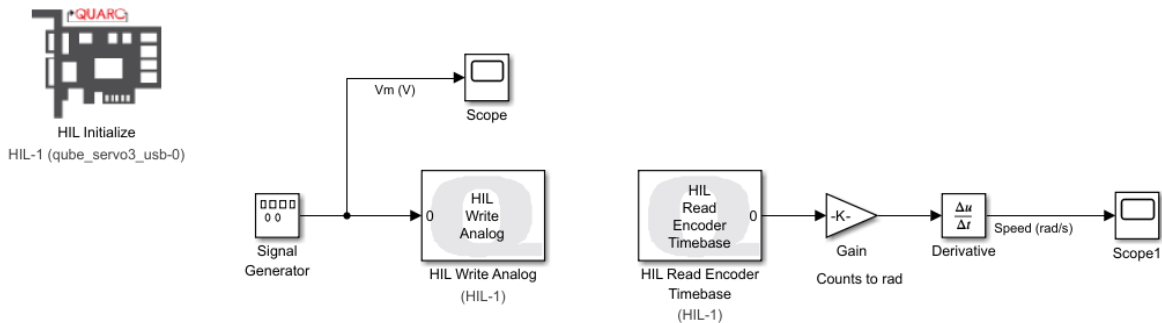 QUARC
HIL Initialize
HIL-1 (qube_servo3_usb-0)
Vm (V)
Scope
Signal
Generator
0
HIL
Write
Analog
HIL Write Analog
(HIL-1)
HIL
Read
Encoder
Timebase
0
HIL Read Encoder
Timebase
(HIL-1)
-K-
Gain
Counts to rad
Δu
Δt
Derivative
Speed (rad/s)
Scope1